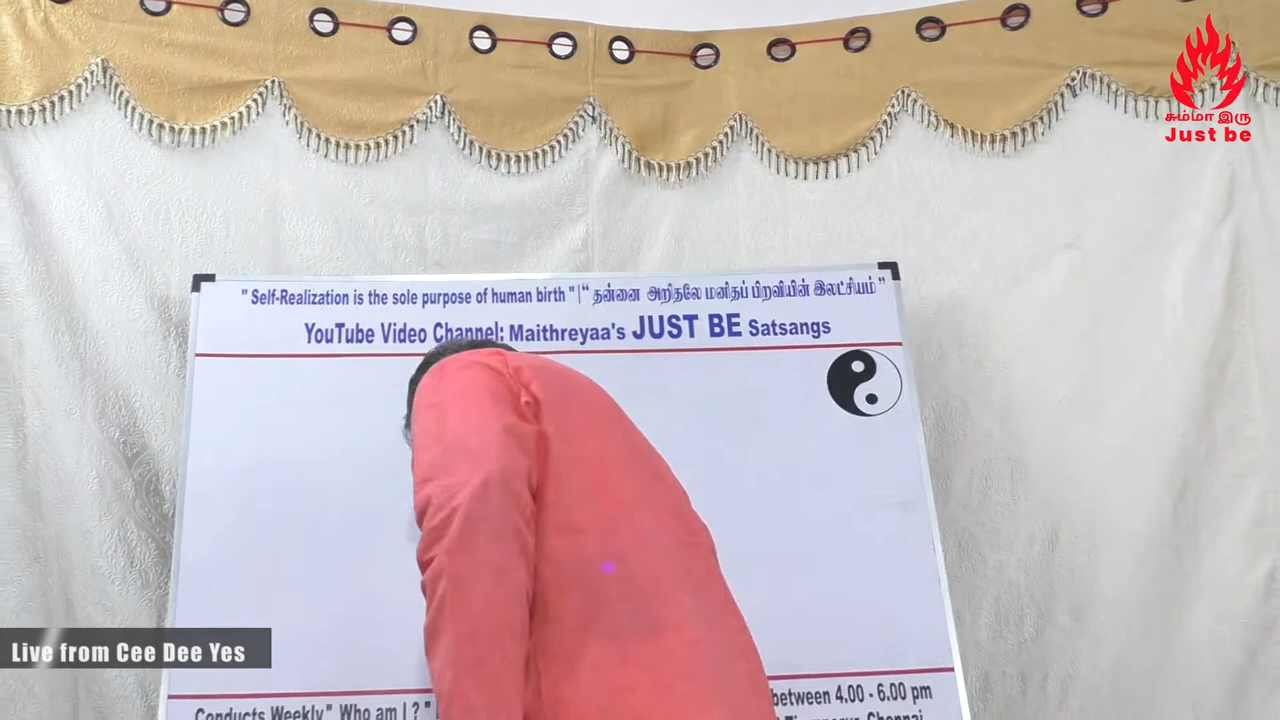 சும்மா இரு
Just be
" Self-Realization is the sole purpose of human birth " | “ தன்னை அறிதலே மனிதப் பிறவியின் இலட்சியம் ”
YouTube Video Channel: Maithreyaa's JUST BE Satsangs
Live from Cee Dee Yes
between 4.00 - 6.00 pm
Conducts Weekly " Who am I ? "
Chennai